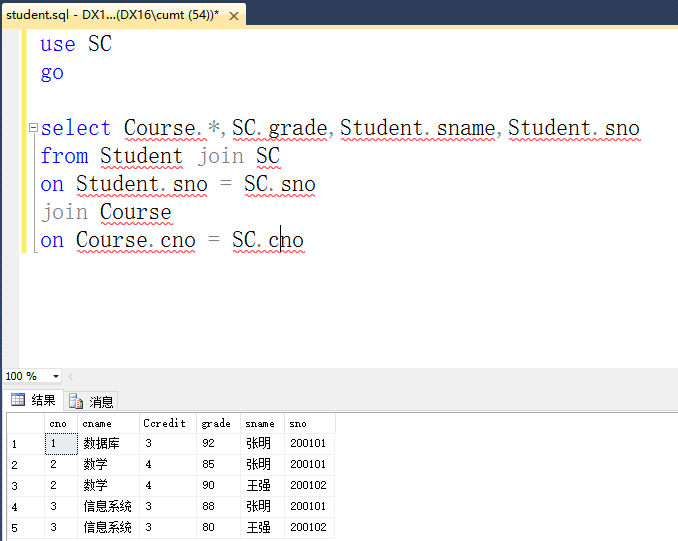 student.sql - DX1...(DX16\cumt (54))* ×
use SC
go
select Course.*,SC.grade,Student.sname,Student.sno
from Student join SC
on Student.sno = SC.sno
join Course
on Course.cno = SC.cno
100 %
结果 消息
cno cname Ccredit grade sname sno
1 1 数据库 3 92 张明 200101
2 2 数学 4 85 张明 200101
3 2 数学 4 90 王强 200102
4 3 信息系统 3 88 张明 200101
5 3 信息系统 3 80 王强 200102